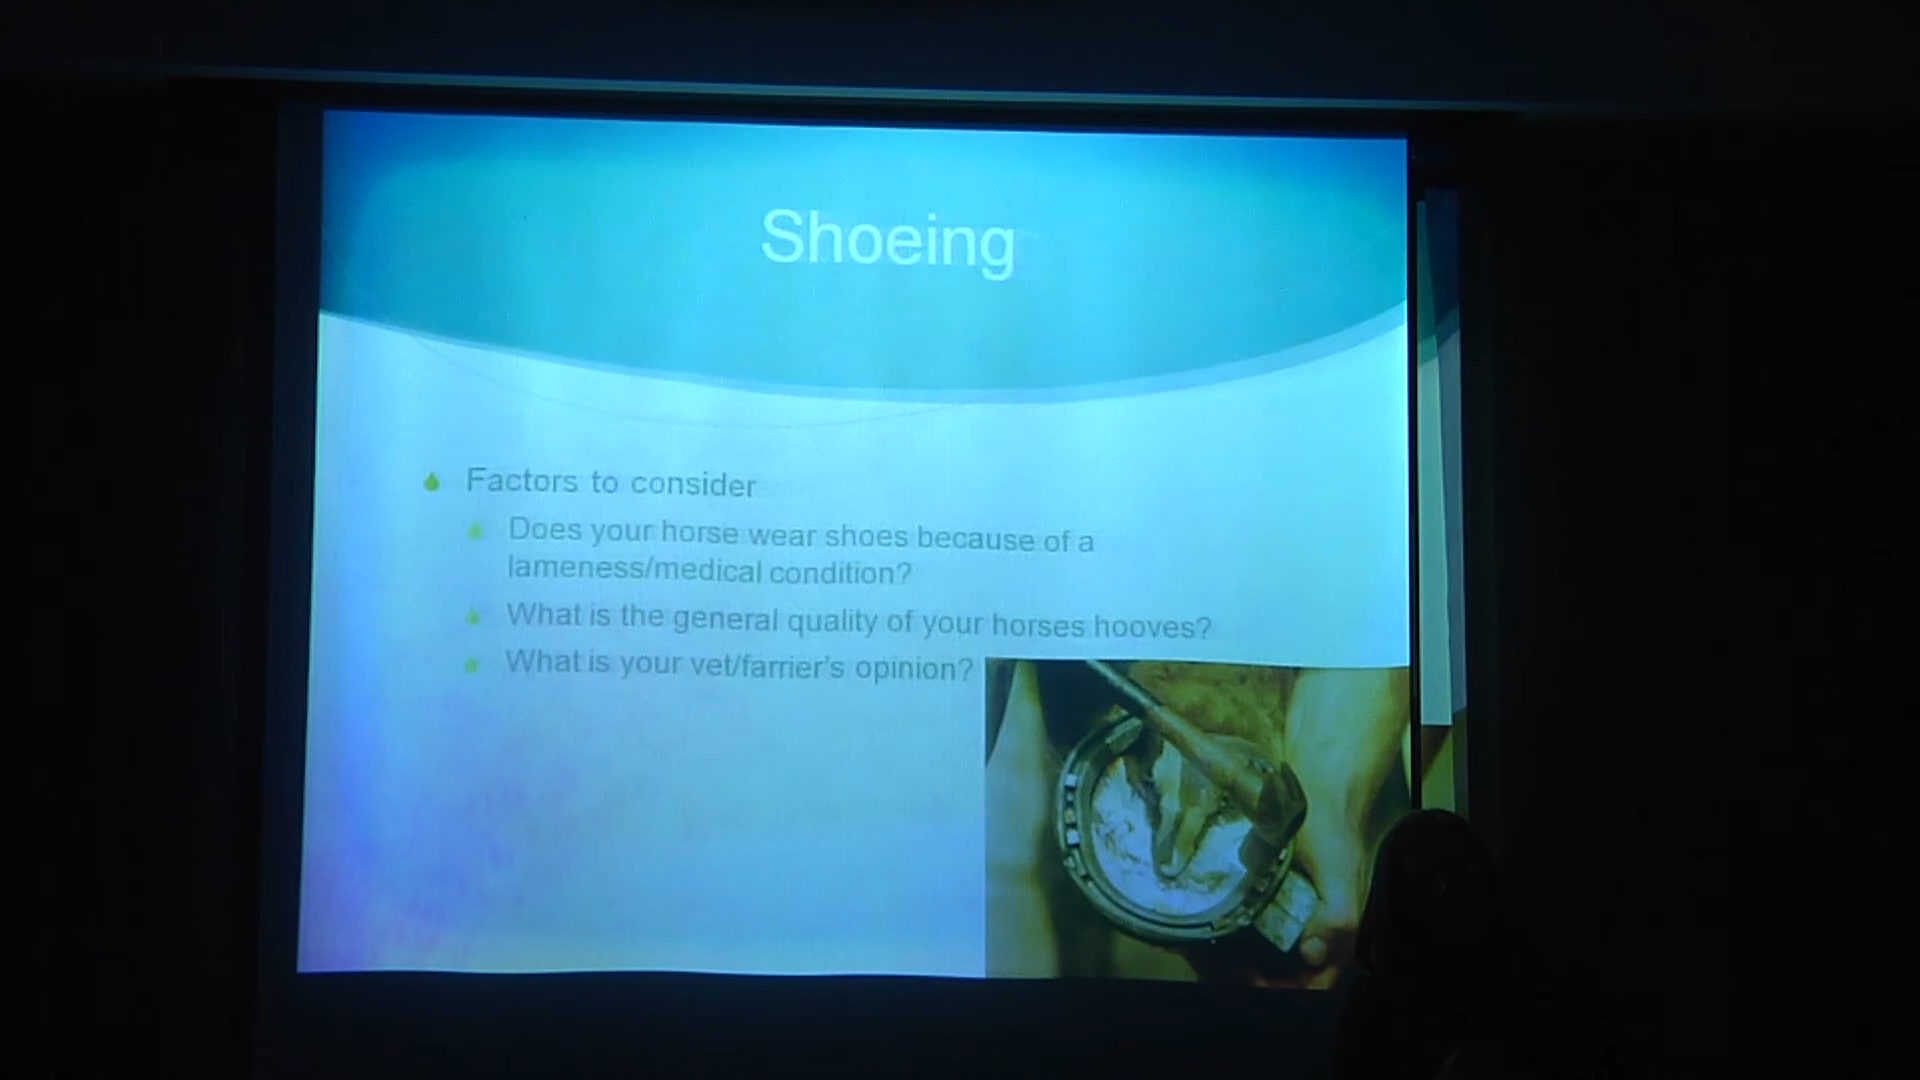 Shoeing
Factors to consider
Does your horse wear shoes because of a
lameness/medical condition?
What is the general quality of your horses hooves?
What is your vet/farrier's opinion?